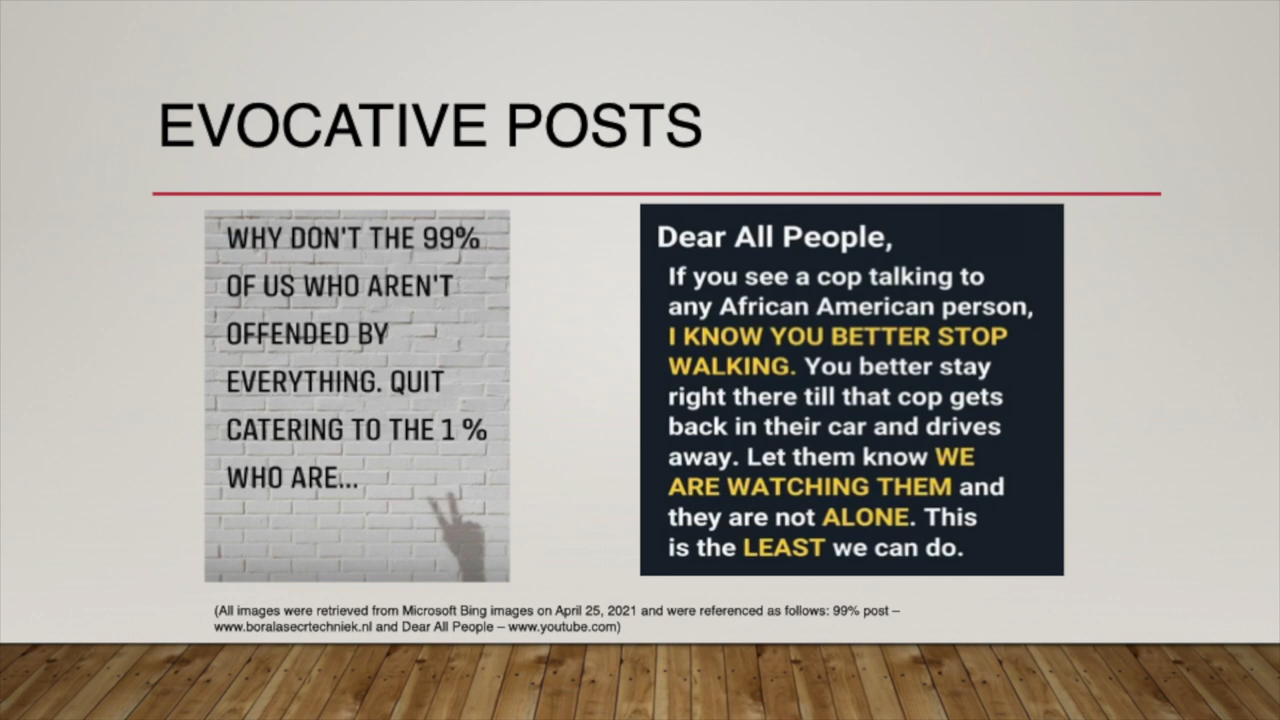 EVOCATIVE POSTS
WHY DON'T THE 99%
OF US WHO AREN'T
OFFENDED BY
EVERYTHING. QUIT
CATERING TO THE 1 %
WHO ARE...
Dear All People,
If you see a cop talking to
any African American person,
I KNOW YOU BETTER STOP
WALKING. You better stay
right there till that cop gets
back in their car and drives
away. Let them know WE
ARE WATCHING THEM and
they are not ALONE. This
is the LEAST we can do.
(All images were retrieved from Microsoft Bing images on April 25, 2021 and were referenced as follows: 99% post –
www.boralasecrtechniek.nl and Dear All People – www.youtube.com)